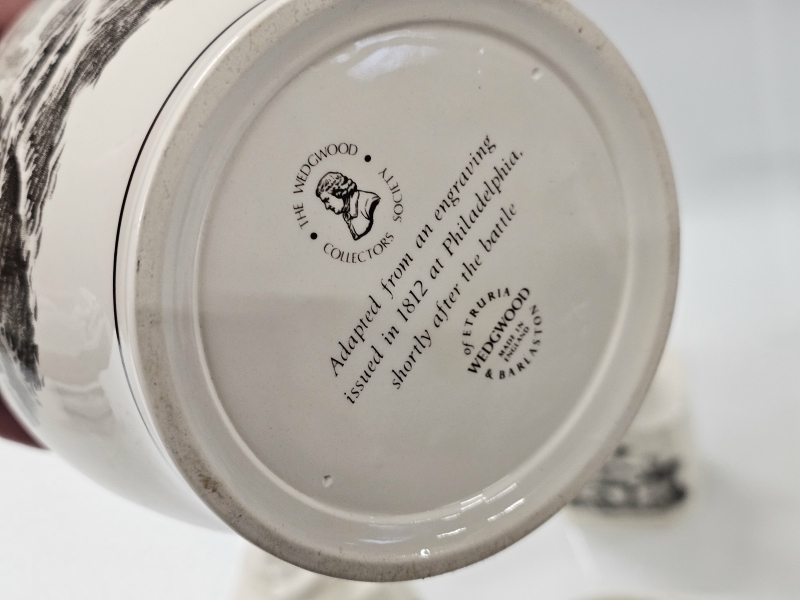 • THE WEDGWOOD •
COLLECTORS SOCIETY
Adapted from an engraving
issued in 1812 at Philadelphia.
shortly after the battle
of ETRURIA
WEDGWOOD
MADE IN
ENGLAND
& BARLASTON